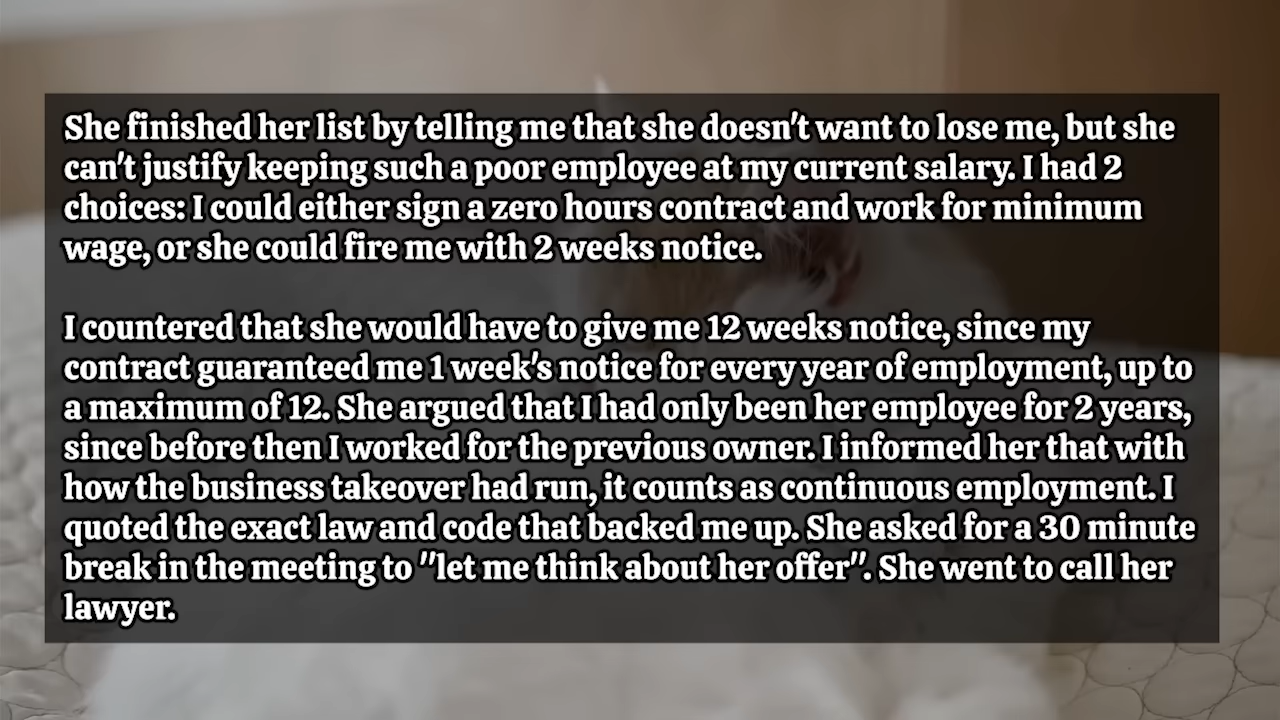 She finished her list by telling me that she doesn't want to lose me, but she
can't justify keeping such a poor employee at my current salary. I had 2
choices: I could either sign a zero hours contract and work for minimum
wage, or she could fire me with 2 weeks notice.
I countered that she would have to give me 12 weeks notice, since my
contract guaranteed me 1 week's notice for every year of employment, up to
a maximum of 12. She argued that I had only been her employee for 2 years,
since before then I worked for the previous owner. I informed her that with
how the business takeover had run, it counts as continuous employment. I
quoted the exact law and code that backed me up. She asked for a 30 minute
break in the meeting to "let me think about her offer". She went to call her
lawyer.